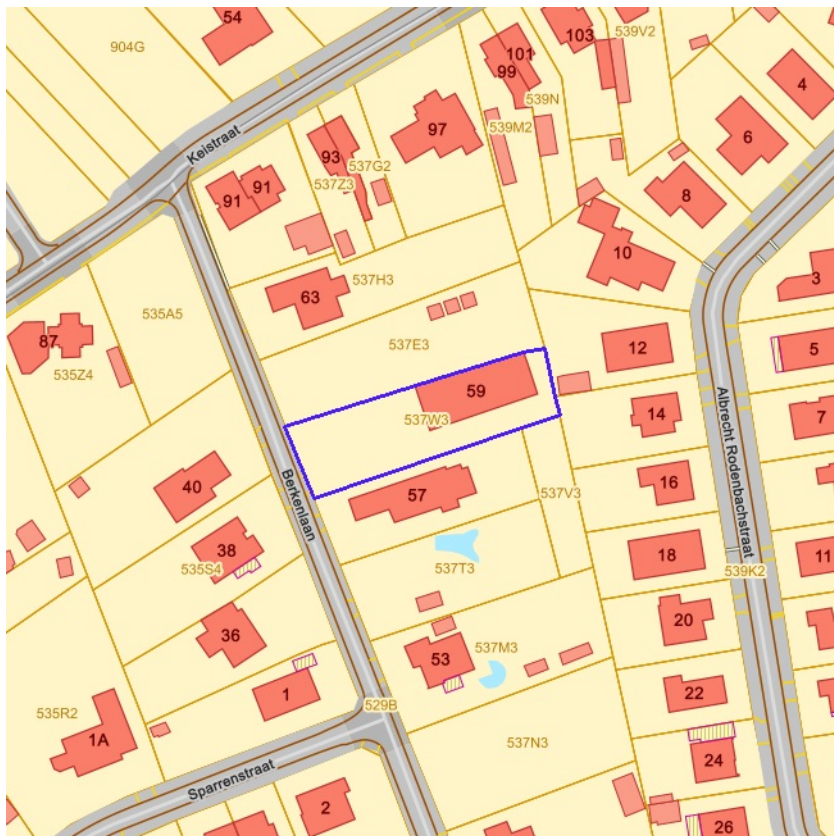 54
904G
103
539V2
101
99
4
539N
97
539M2
6
Keistraat
93
537G2
91
91
537Z3
8
10
537H3
3
63
535A5
87
12
5
537E3
535Z4
59
537W3
14
7
Albrecht Rodenbachstraat
Berkenlaan
40
57
16
537V3
38
18
11
535S4
537T3
539K2
36
20
53
537M3
1
22
529B
535R2
1A
537N3
24
Sparrenstraat
2
26